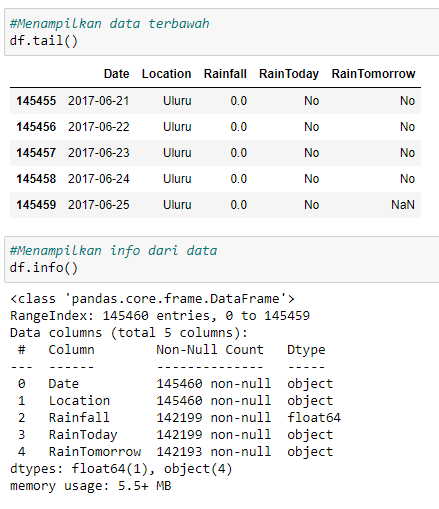 #Menampilkan data terbawah
df.tail()
Date Location Rainfall RainToday RainTomorrow
145455 2017-06-21 Uluru 0.0 No No
145456 2017-06-22 Uluru 0.0 No No
145457 2017-06-23 Uluru 0.0 No No
145458 2017-06-24 Uluru 0.0 No No
145459 2017-06-25 Uluru 0.0 No NaN
#Menampilkan info dari data
df.info()
<class 'pandas.core.frame.DataFrame'>
RangeIndex: 145460 entries, 0 to 145459
Data columns (total 5 columns):
 #   Column        Non-Null Count   Dtype
---  ------        --------------   -----
 0   Date          145460 non-null  object
 1   Location      145460 non-null  object
 2   Rainfall      142199 non-null  float64
 3   RainToday     142199 non-null  object
 4   RainTomorrow  142193 non-null  object
dtypes: float64(1), object(4)
memory usage: 5.5+ MB